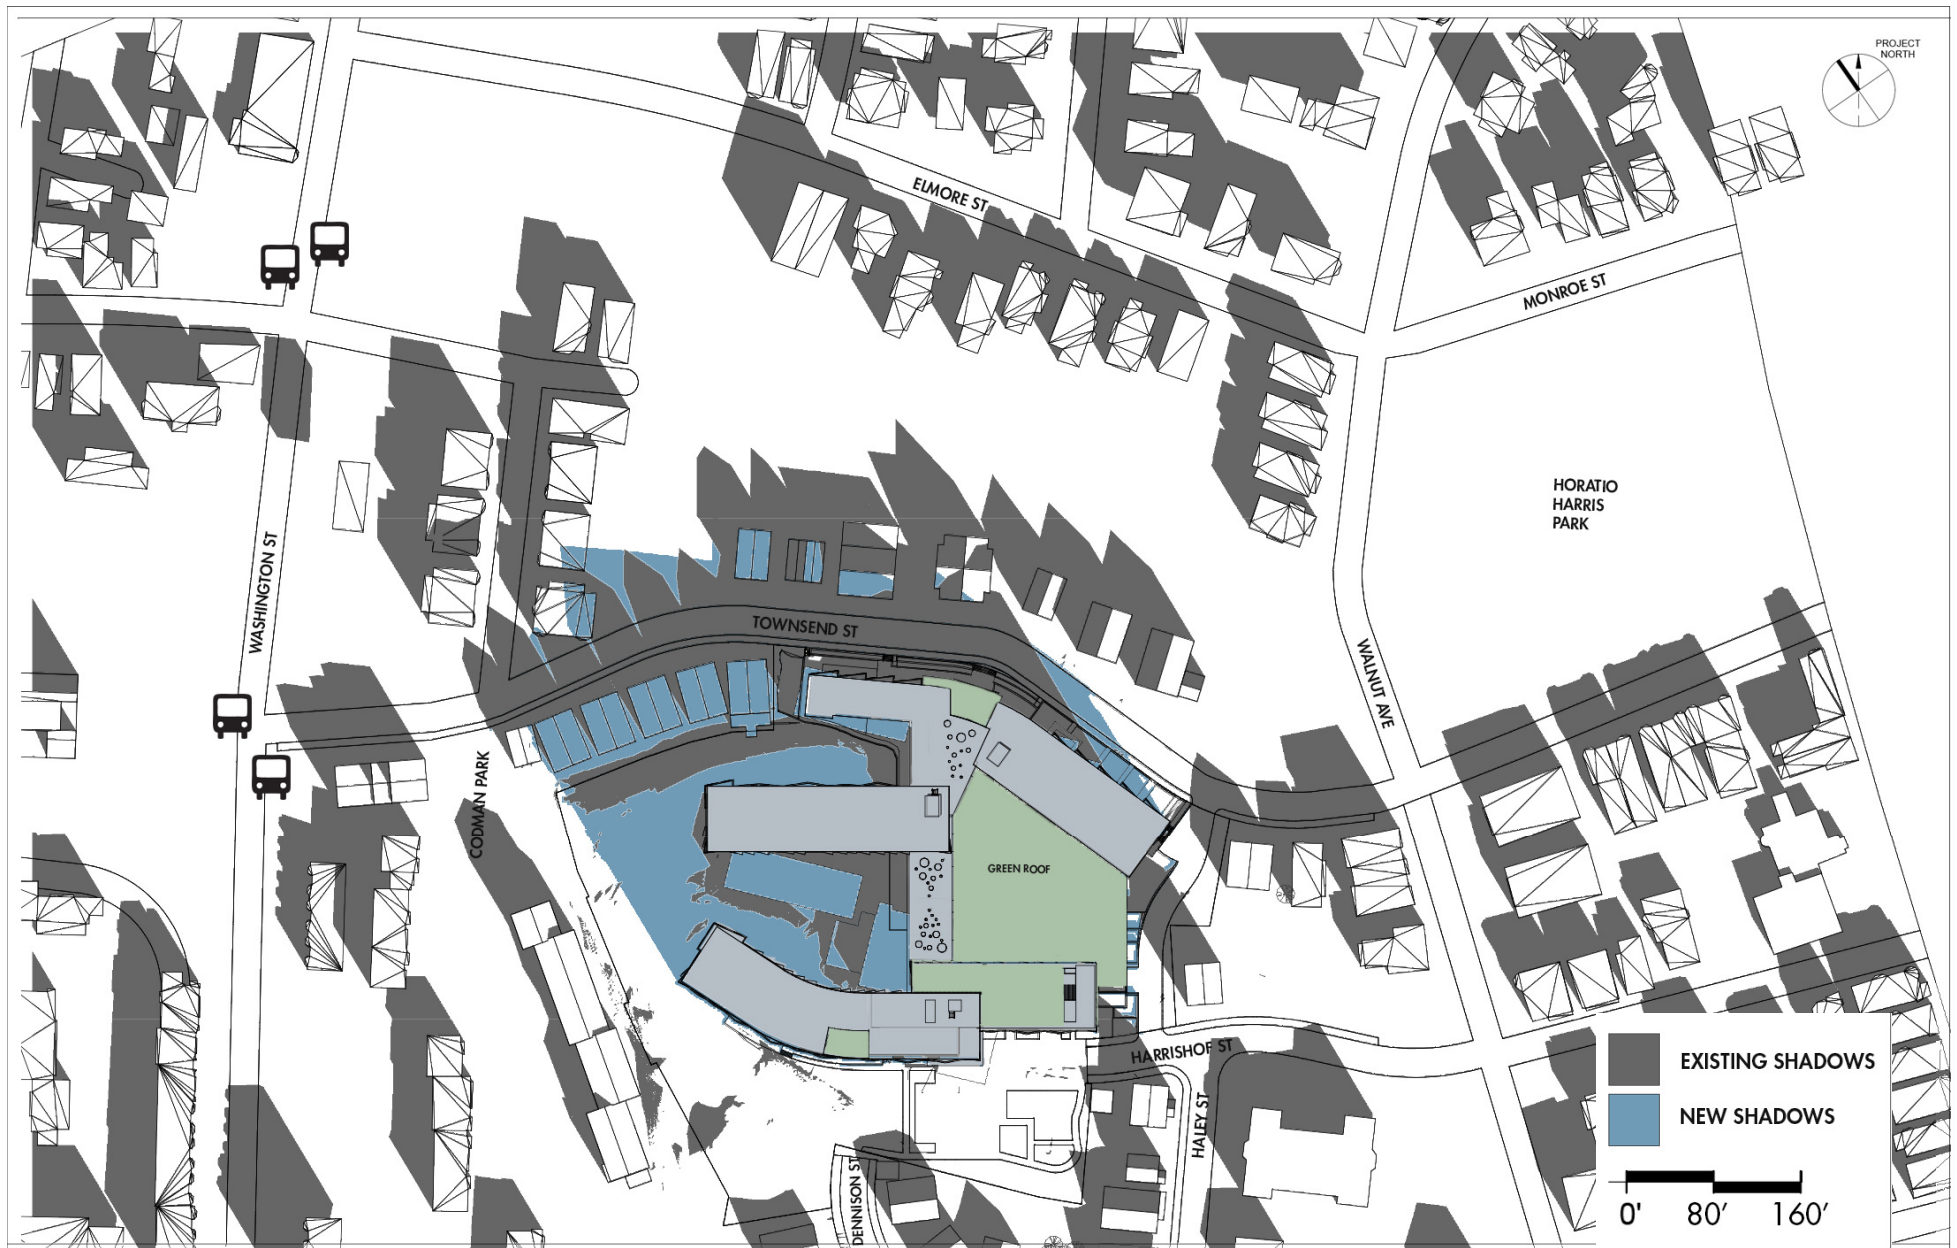 PROJECT
NORTH
ELMORE ST
MONROE ST
HORATIO
HARRIS
PARK
WASHINGTON ST
TOWNSEND ST
WALNUT AVE
CODMAN PARK
GREEN ROOF
HARRISHOF ST
HALEY ST
DENNISON ST
EXISTING SHADOWS
NEW SHADOWS
0' 80' 160'